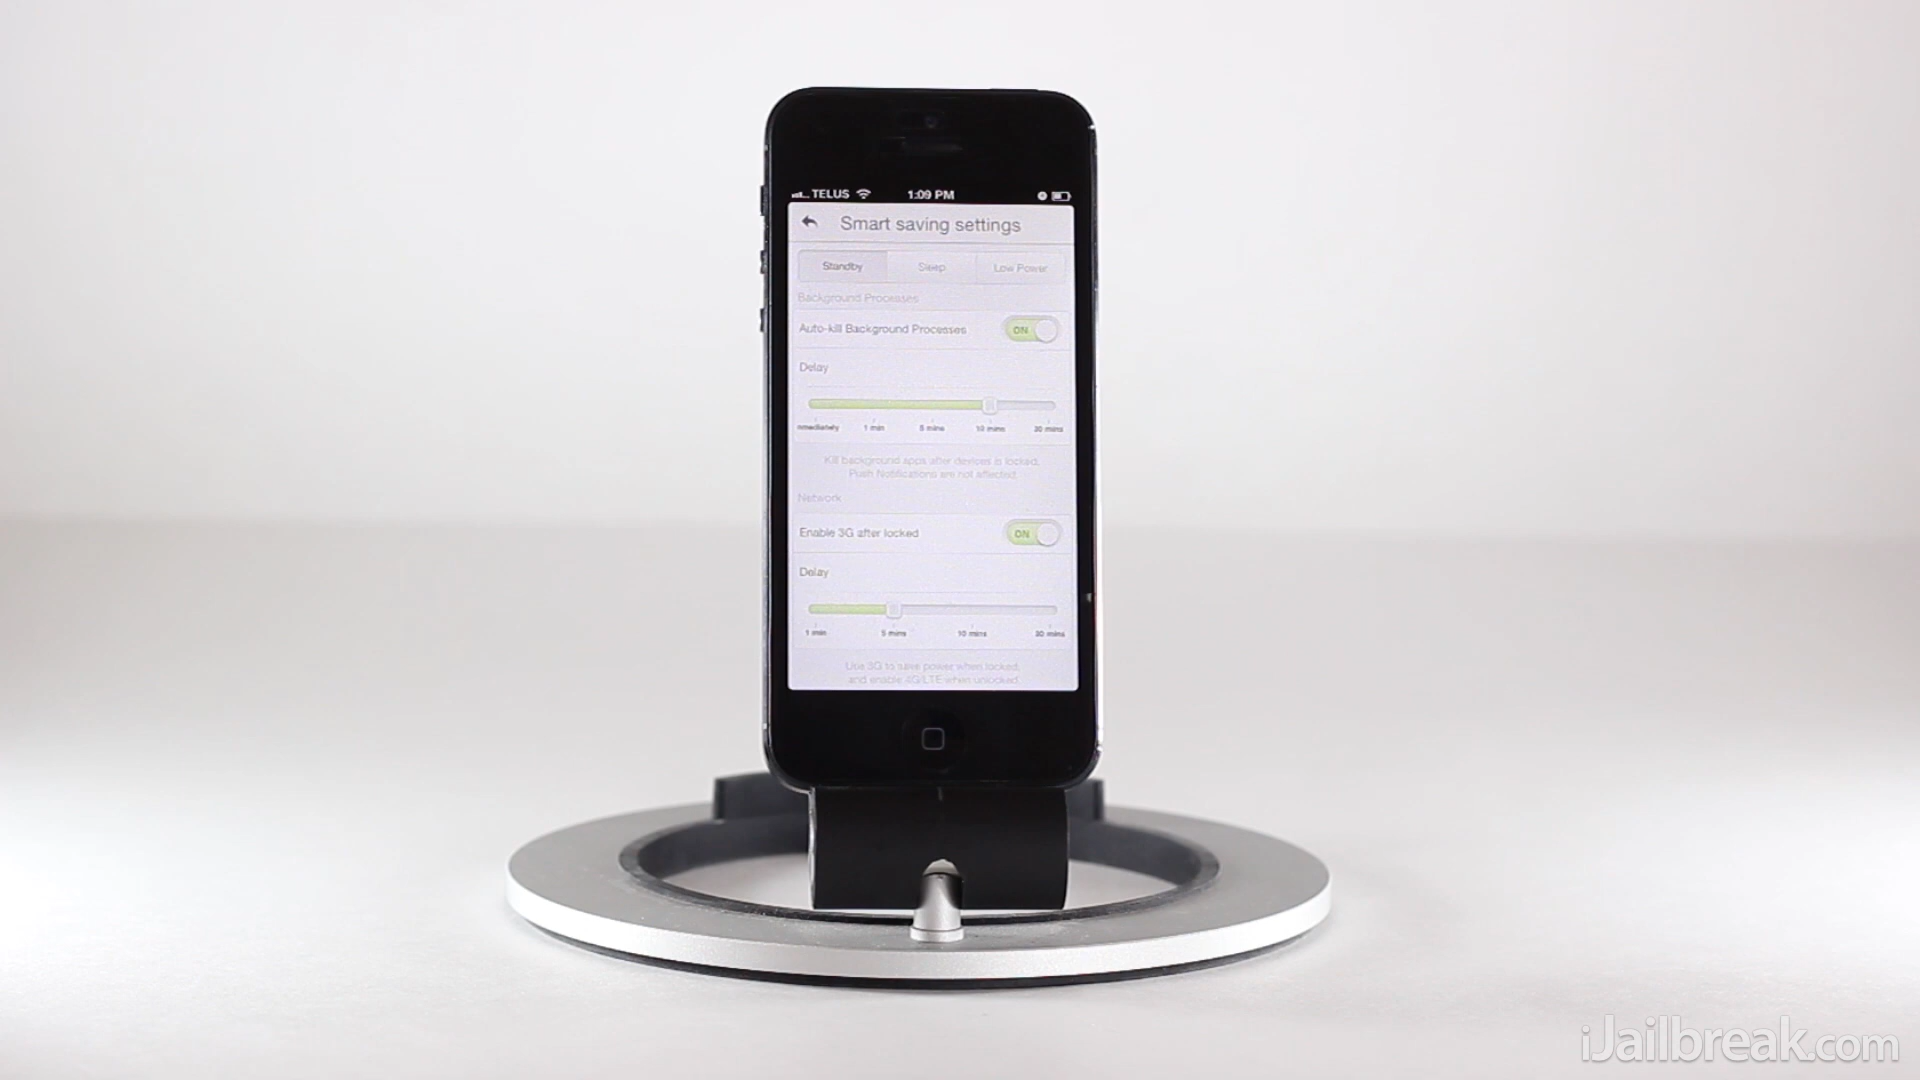 TELUS 1:09 PM
Smart saving settings
Standby Sleep Low Power
Background Processes
Auto-kill Background Processes ON
Delay
mmediately 1 min 5 mins 10 mins 30 mins
Kill background apps after devices is locked,
Push Notifications are not affected.
Network
Enable 3G after locked ON
Delay
1 min 5 mins 10 mins 30 mins
Use 3G to save power when locked,
and enable 4G/LTE when unlocked.
iJailbreak.com